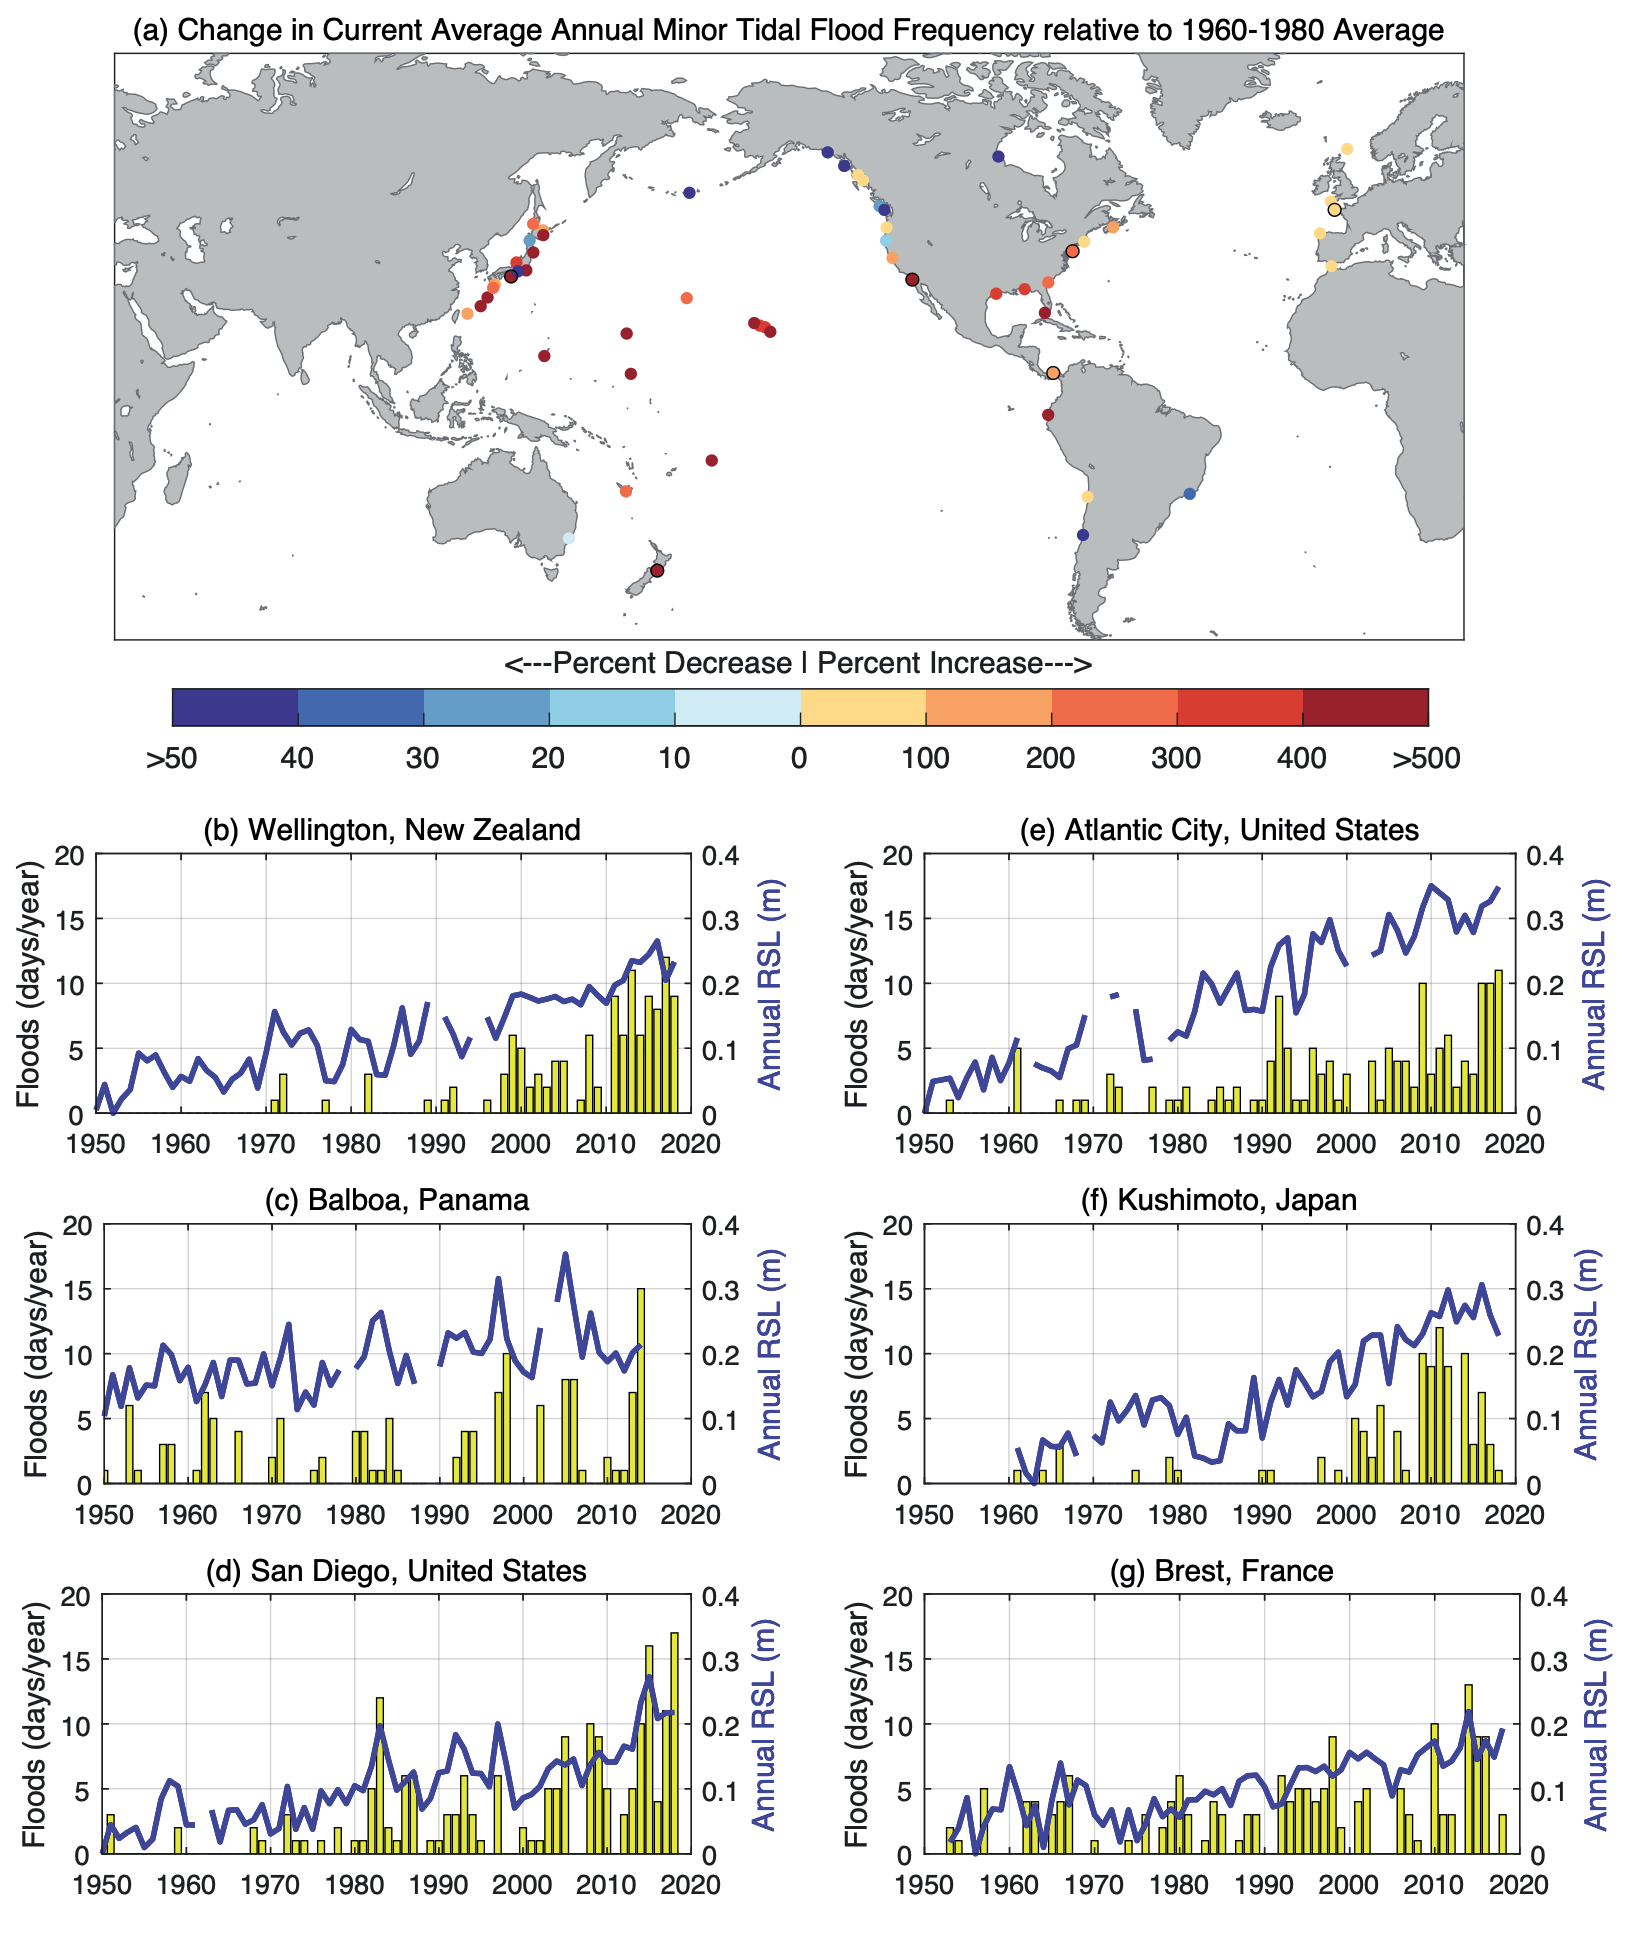 (a) Change in Current Average Annual Minor Tidal Flood Frequency relative to 1960-1980 Average
<---Percent Decrease | Percent Increase--->
>50 40 30 20 10 0 100 200 300 400 >500
(b) Wellington, New Zealand
Floods (days/year)
20 15 10 5 0
0.4 0.3 0.2 0.1 0
Annual RSL (m)
1950 1960 1970 1980 1990 2000 2010 2020
(e) Atlantic City, United States
Floods (days/year)
20 15 10 5 0
0.4 0.3 0.2 0.1 0
Annual RSL (m)
1950 1960 1970 1980 1990 2000 2010 2020
(c) Balboa, Panama
Floods (days/year)
20 15 10 5 0
0.4 0.3 0.2 0.1 0
Annual RSL (m)
1950 1960 1970 1980 1990 2000 2010 2020
(f) Kushimoto, Japan
Floods (days/year)
20 15 10 5 0
0.4 0.3 0.2 0.1 0
Annual RSL (m)
1950 1960 1970 1980 1990 2000 2010 2020
(d) San Diego, United States
Floods (days/year)
20 15 10 5 0
0.4 0.3 0.2 0.1 0
Annual RSL (m)
1950 1960 1970 1980 1990 2000 2010 2020
(g) Brest, France
Floods (days/year)
20 15 10 5 0
0.4 0.3 0.2 0.1 0
Annual RSL (m)
1950 1960 1970 1980 1990 2000 2010 2020